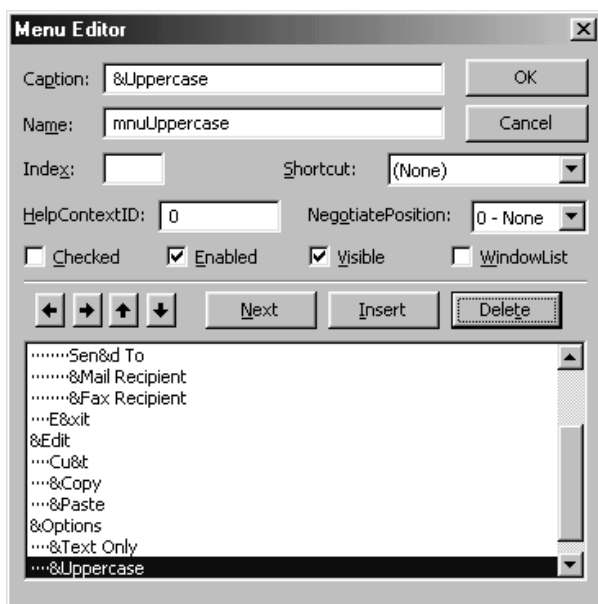 Menu Editor
Caption: &Uppercase OK
Name: mnuUppercase Cancel
Index: Shortcut: (None)
HelpContextID: 0 NegotiatePosition: 0 - None
Checked Enabled Visible WindowList
Next Insert Delete
········Sen&d To
········&Mail Recipient
········&Fax Recipient
····E&xit
&Edit
····Cu&t
····&Copy
····&Paste
&Options
····&Text Only
····&Uppercase